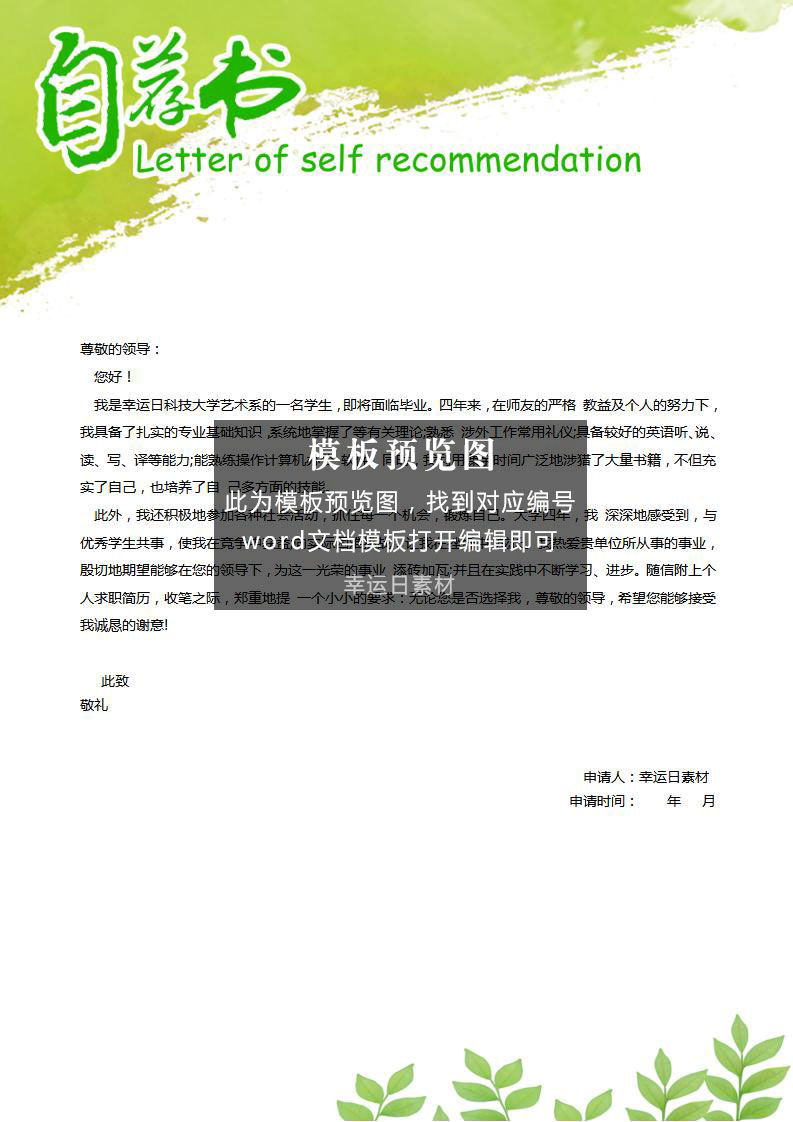 自荐书
Letter of self recommendation
尊敬的领导：
您好！
我是幸运日科技大学艺术系的一名学生，即将面临毕业。四年来，在师友的严格 教益及个人的努力下，
我具备了扎实的专业基础知识 ,系统地掌握了等有关理论;熟悉 涉外工作常用礼仪;具备较好的英语听、说、
读、写、译等能力;能熟练操作计算机 时间广泛地涉猎了大量书籍，不但充
实了自己，也培养了自 己多方面的技能.
此外，我还积极地参加各种社会活动，抓住每一个机会，锻炼自己。大学四年，我 深深地感受到，与
优秀学生共事，使我在竞争 热爱贵单位所从事的事业，
殷切地期望能够在您的领导下，为这一光荣的事业 添砖加瓦;并且在实践中不断学习、进步。随信附上个
人求职简历，收笔之际，郑重地提 一个小小的要求：无论您是否选择我，尊敬的领导，希望您能够接受
我诚恳的谢意!
模板预览图
此为模板预览图，找到对应编号
word文档模板打开编辑即可
幸运日素材
此致
敬礼
申请人：幸运日素材
申请时间： 年 月